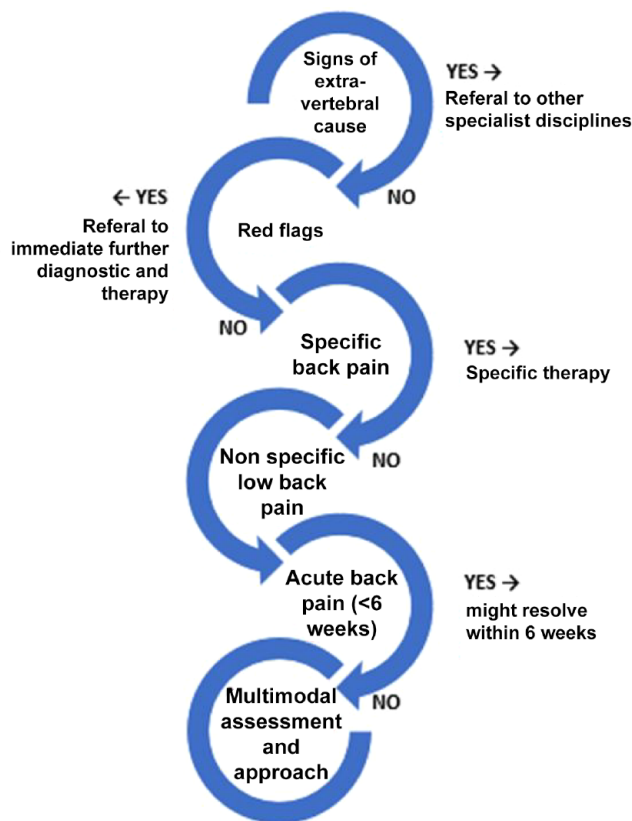 Signs of
extra-
vertebral
cause
YES →
Referal to other
specialist disciplines
NO
← YES
Referal to
immediate further
diagnostic and
therapy
Red flags
NO
Specific
back pain
YES →
Specific therapy
NO
Non specific
low back
pain
Acute back
pain (<6
weeks)
YES →
might resolve
within 6 weeks
NO
Multimodal
assessment
and
approach